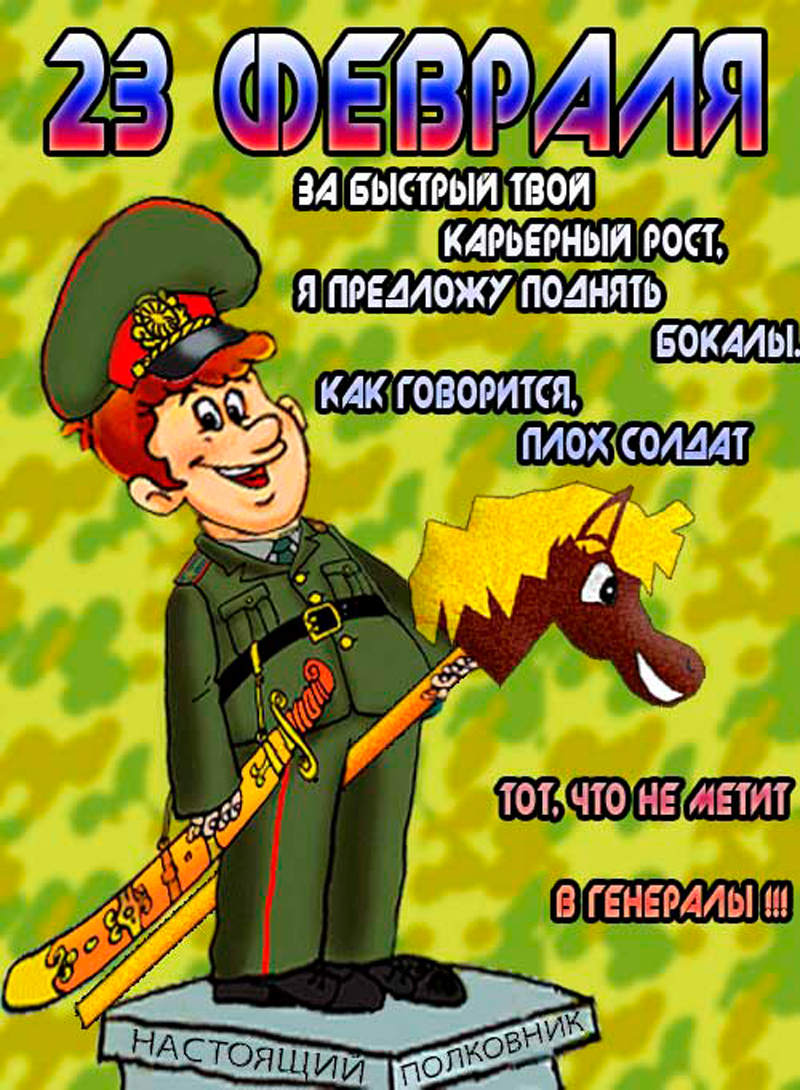 23 ФЕВРАЛЯ
ЗА БЫСТРЫЙ ТВОЙ
КАРЬЕРНЫЙ РОСТ,
Я ПРЕДЛОЖУ ПОДНЯТЬ
БОКАЛЫ.
КАК ГОВОРИТСЯ,
ПЛОХ СОЛДАТ
ТОТ, ЧТО НЕ МЕТИТ
В ГЕНЕРАЛЫ !!!
НАСТОЯЩИЙ ПОЛКОВНИК